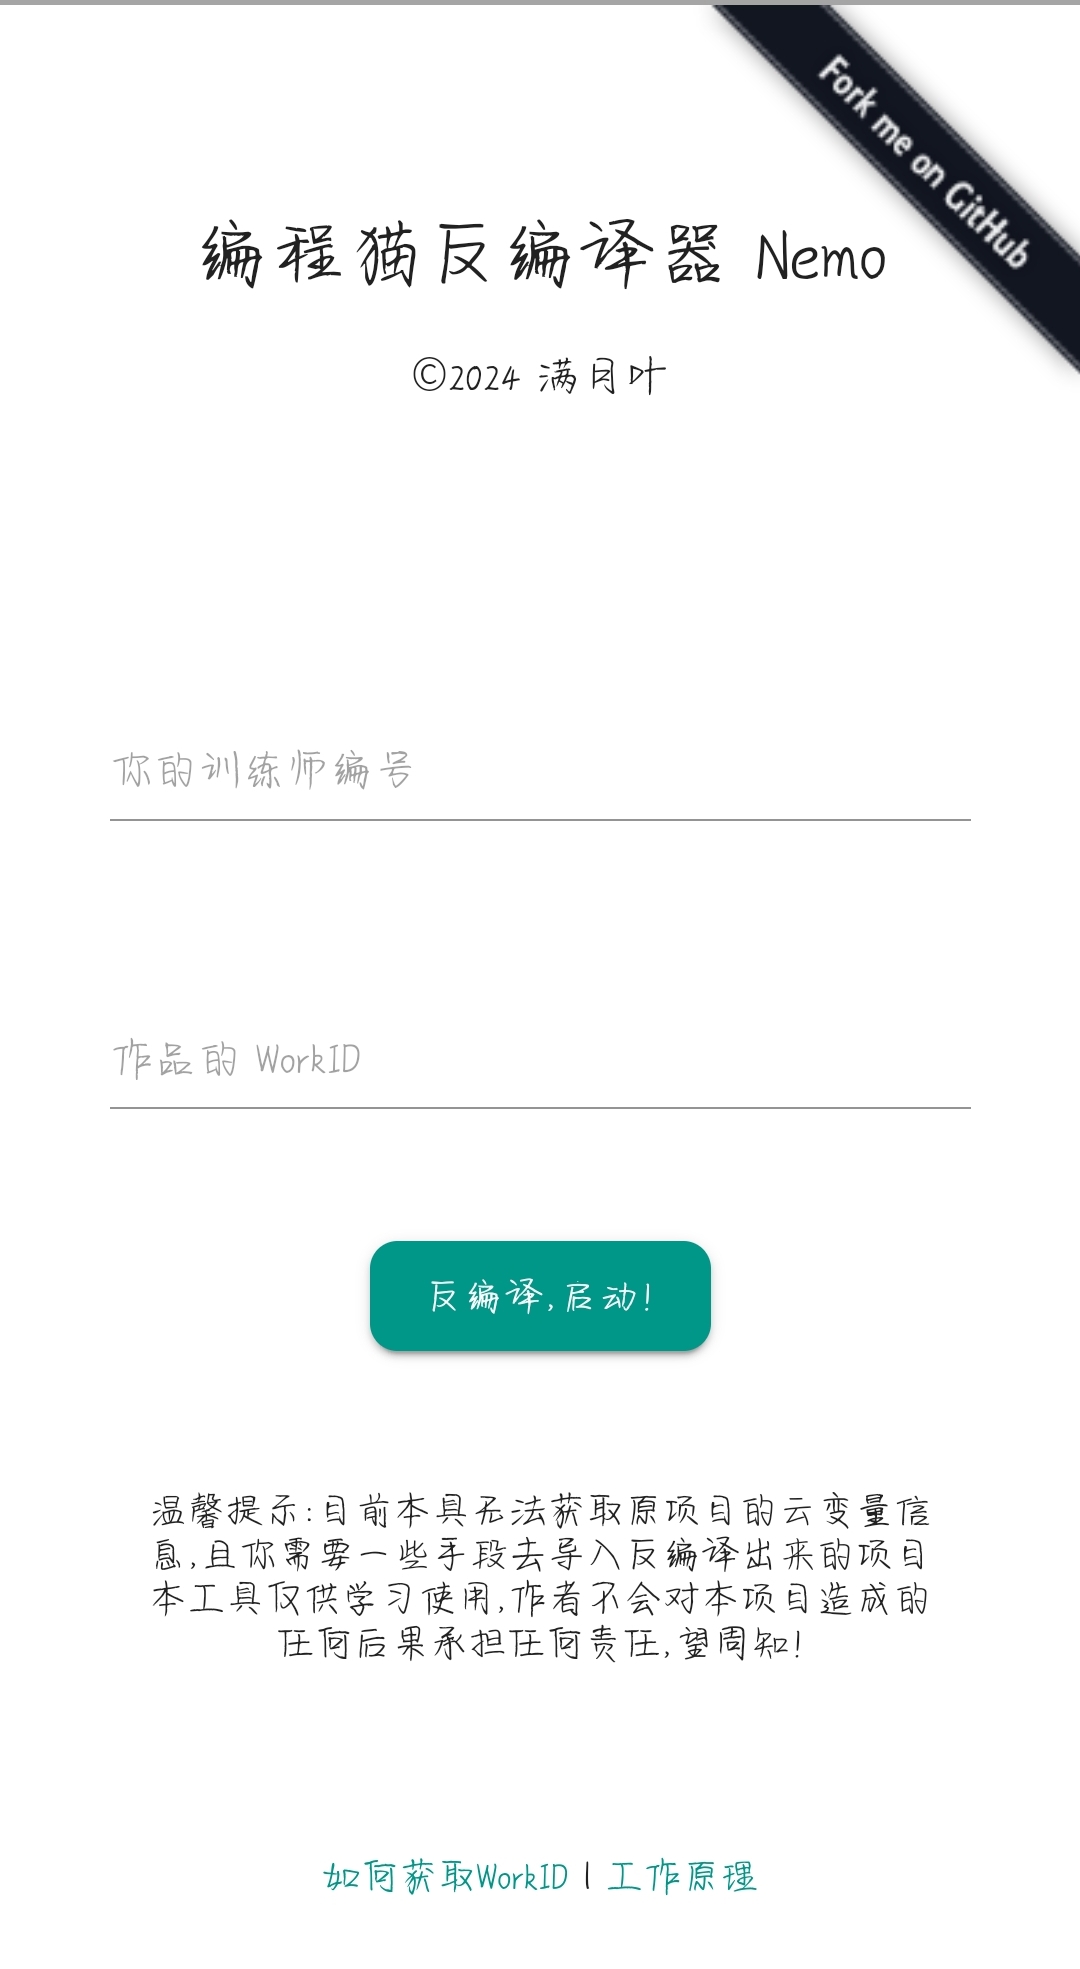 Fork me on GitHub
编程猫反编译器 Nemo
©2024 满月叶
你的训练师编号
作品的 WorkID
反编译,启动!
温馨提示:目前本具无法获取原项目的云变量信
息,且你需要一些手段去导入反编译出来的项目
本工具仅供学习使用,作者不会对本项目造成的
任何后果承担任何责任,望周知!
如何获取WorkID | 工作原理